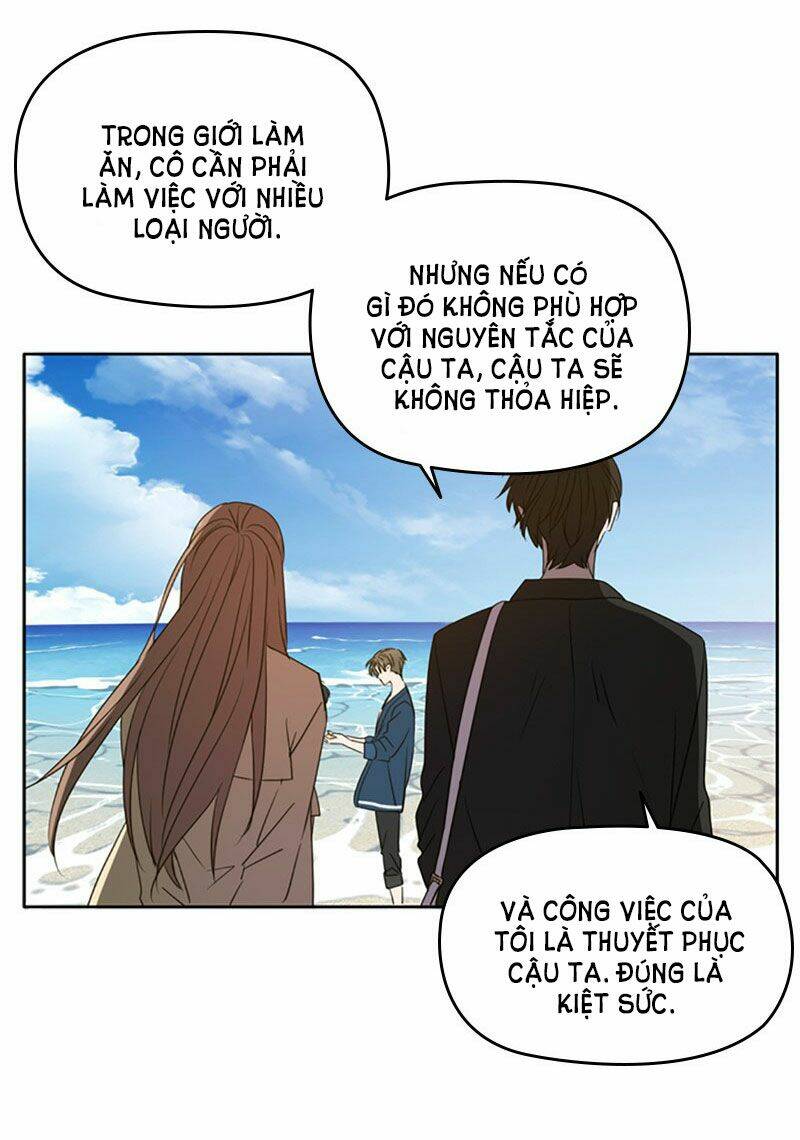 TRONG GIỚI LÀM
ĂN, CÔ CẦN PHẢI
LÀM VIỆC VỚI NHIỀU
LOẠI NGƯỜI.
NHƯNG NẾU CÓ
GÌ ĐÓ KHÔNG PHÙ HỢP
VỚI NGUYÊN TẮC CỦA
CẬU TA, CẬU TA SẼ
KHÔNG THỎA HIỆP.
VÀ CÔNG VIỆC CỦA
TÔI LÀ THUYẾT PHỤC
CẬU TA. ĐÚNG LÀ
KIỆT SỨC.